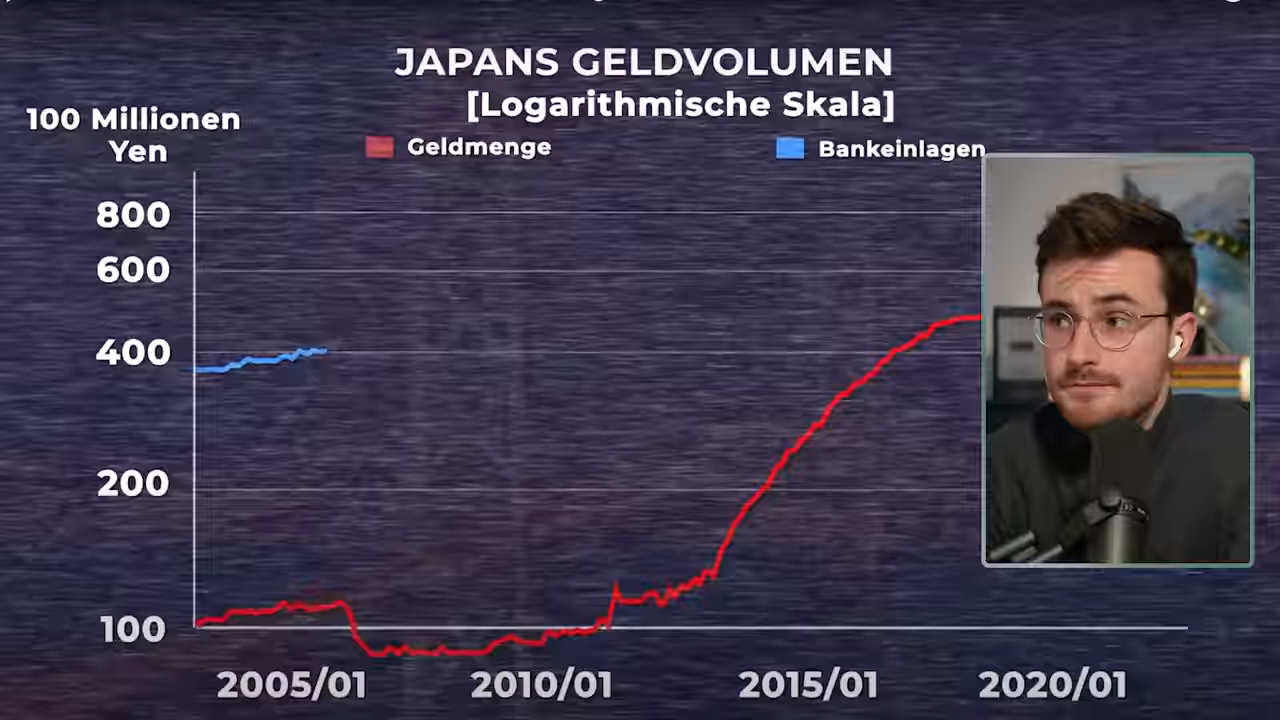 JAPANS GELDVOLUMEN
[Logarithmische Skala]
100 Millionen
Yen
Geldmenge
Bankeinlagen
800
600
400
200
100
2005/01
2010/01
2015/01
2020/01